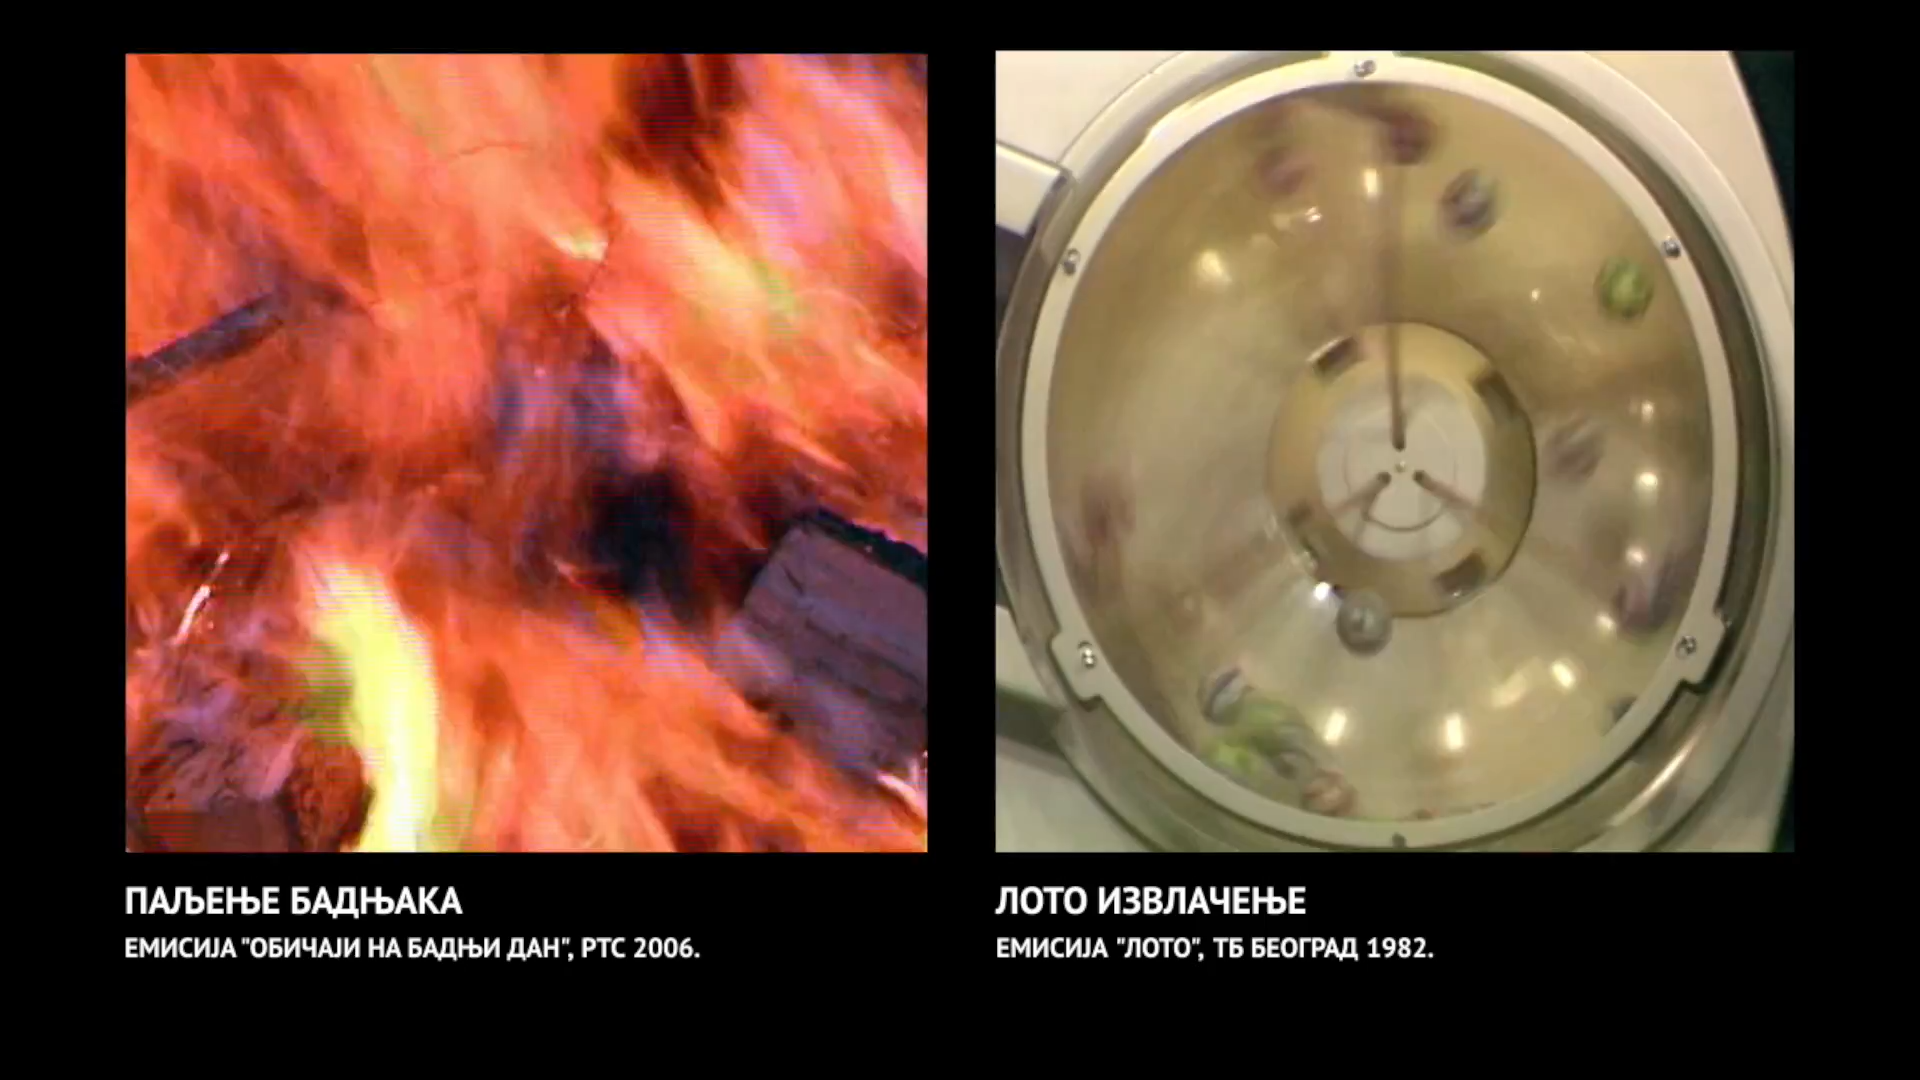 ПАЉЕЊЕ БАДЊАКА
ЕМИСИЈА "ОБИЧАЈИ НА БАДЊИ ДАН", РТС 2006.
ЛОТО ИЗВЛАЧЕЊЕ
ЕМИСИЈА "ЛОТО", ТБ БЕОГРАД 1982.